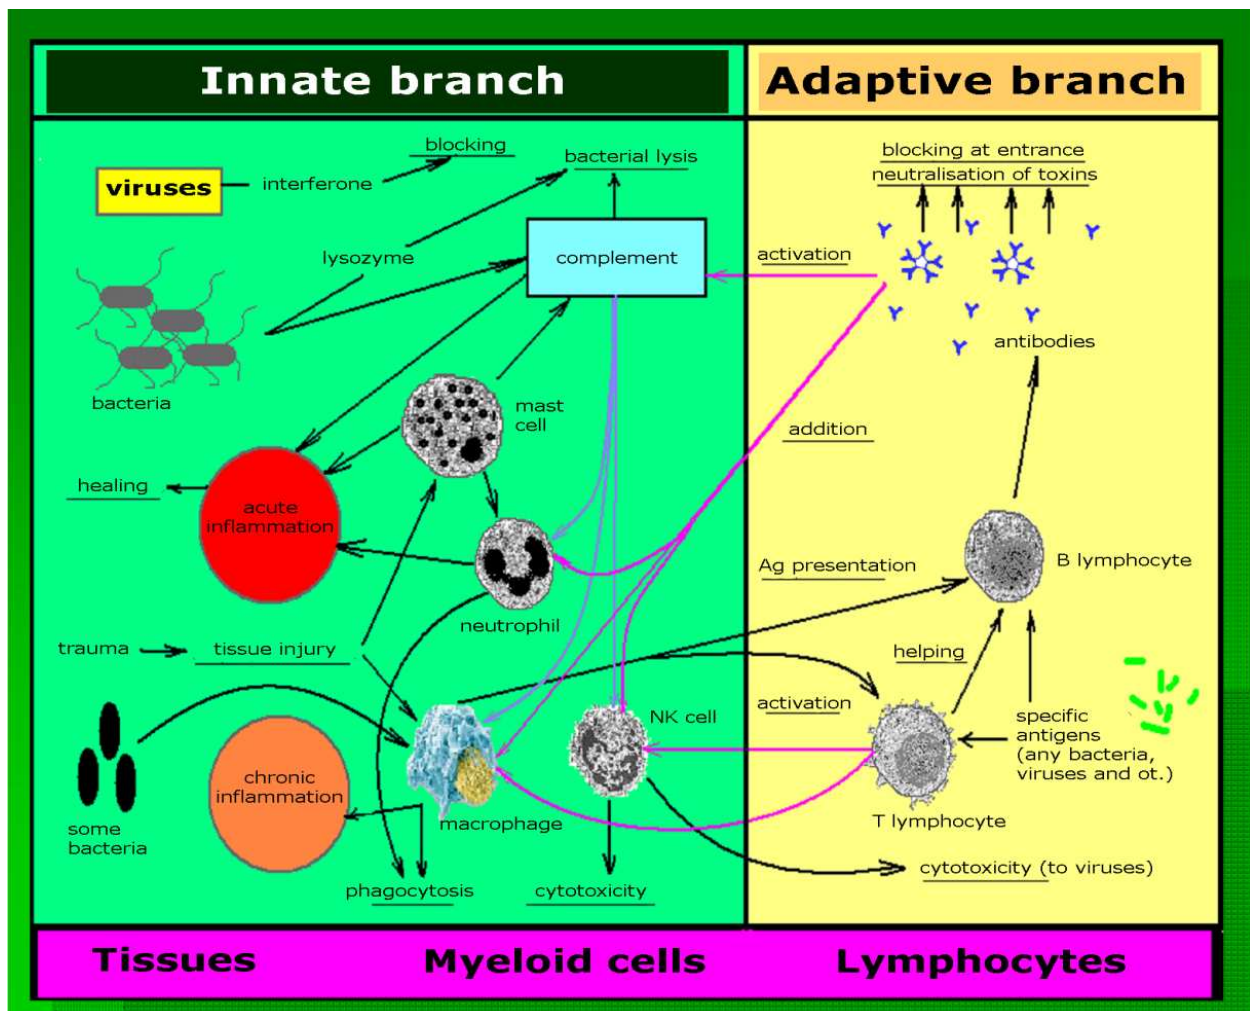 Innate branch
Adaptive branch
blocking
bacterial lysis
viruses
interferone
lysozyme
complement
bacteria
mast
cell
healing
acute
inflammation
neutrophil
trauma
tissue injury
NK cell
chronic
inflammation
some
bacteria
macrophage
phagocytosis
cytotoxicity
blocking at entrance
neutralisation of toxins
activation
antibodies
addition
Ag presentation
B lymphocyte
helping
activation
specific
antigens
(any bacteria,
viruses and ot.)
T lymphocyte
cytotoxicity (to viruses)
Tissues
Myeloid cells
Lymphocytes